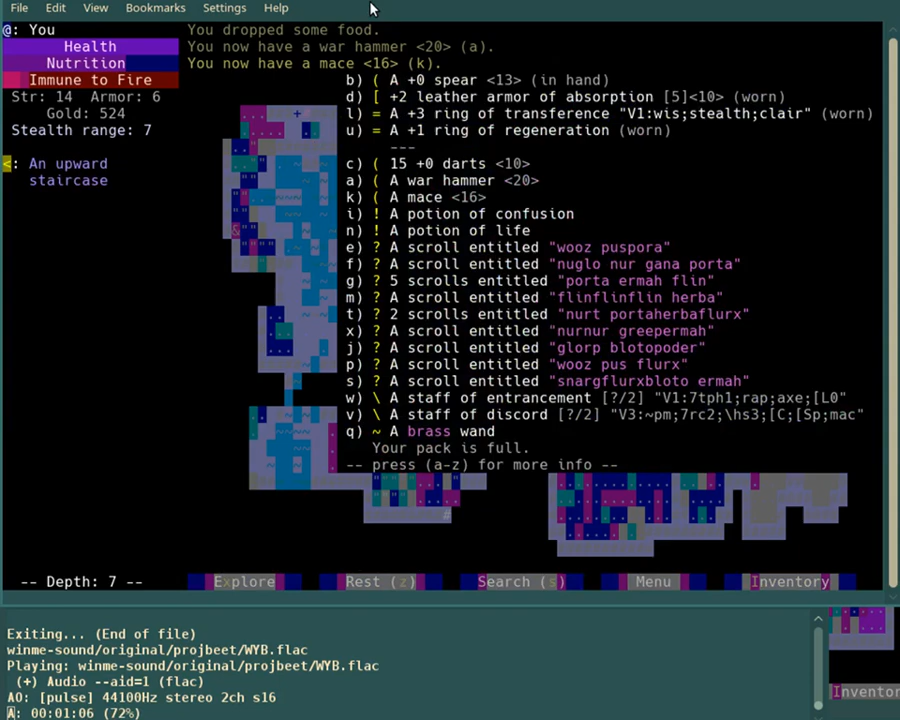 File Edit View Bookmarks Settings Help
@: You
You dropped some food.
Health
You now have a war hammer <20> (a).
Nutrition
You now have a mace <16> (k).
Immune to Fire
b) ( A +0 spear <13> (in hand)
Str: 14 Armor: 6
d) [ +2 leather armor of absorption [5]<10> (worn)
Gold: 524
l) = A +3 ring of transference "V1:wis;stealth;clair" (worn)
Stealth range: 7
u) = A +1 ring of regeneration (worn)
---
<: An upward
c) ( 15 +0 darts <10>
staircase
a) ( A war hammer <20>
k) ( A mace <16>
i) ! A potion of confusion
n) ! A potion of life
e) ? A scroll entitled "wooz puspora"
f) ? A scroll entitled "nuglo nur gana porta"
g) ? 5 scrolls entitled "porta ermah flin"
m) ? A scroll entitled "flinflinflin herba"
t) ? 2 scrolls entitled "nurt portaherbaflurx"
x) ? A scroll entitled "nurnur greepermah"
j) ? A scroll entitled "glorp blotopoder"
p) ? A scroll entitled "wooz pus flurx"
s) ? A scroll entitled "snargflurxbloto ermah"
w) \ A staff of entrancement [?/2] "V1:7tph1;rap;axe;[L0"
v) \ A staff of discord [?/2] "V3:~pm;7rc2;\hs3;[C;[Sp;mac"
q) ~ A brass wand
Your pack is full.
-- press (a-z) for more info --
-- Depth: 7 -- Explore Rest (z) Search (s) Menu Inventory
Exiting... (End of file)
winme-sound/original/projbeet/WYB.flac
Playing: winme-sound/original/projbeet/WYB.flac
(+) Audio --aid=1 (flac)
AO: [pulse] 44100Hz stereo 2ch s16
Inventor
A: 00:01:06 (72%)